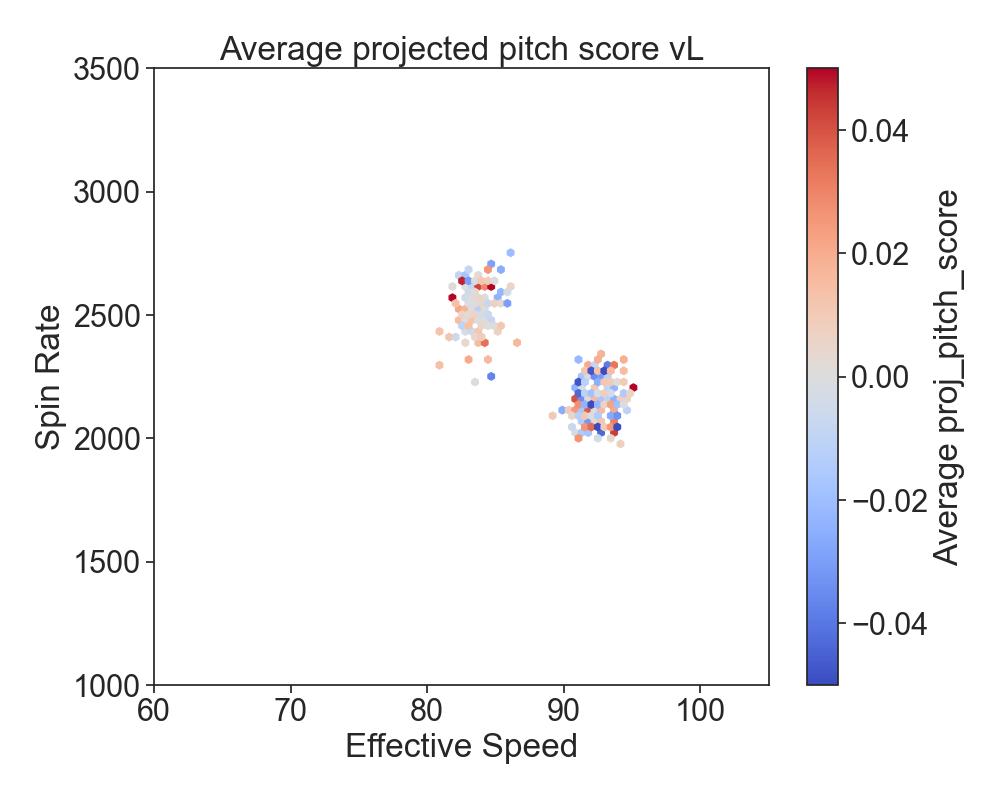 Average projected pitch score vL
3500
3000
2500
2000
1500
1000
Spin Rate
60 70 80 90 100
Effective Speed
0.04
0.02
0.00
−0.02
−0.04
Average proj_pitch_score